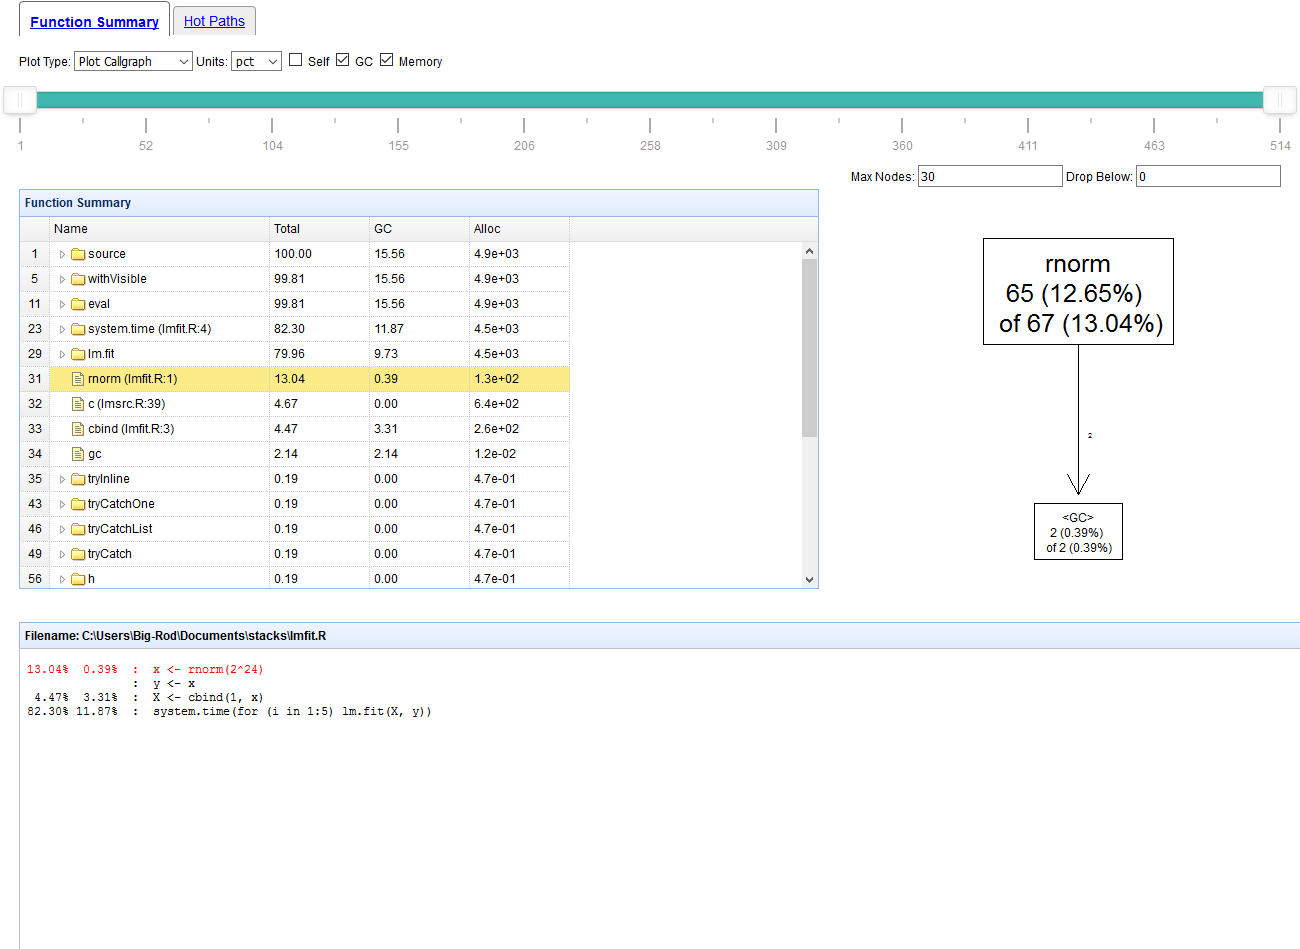 Function Summary Hot Paths
Plot Type: Plot Callgraph Units: pct Self GC Memory
1 52 104 155 206 258 309 360 411 463 514
Max Nodes: 30 Drop Below: 0
Function Summary
Name Total GC Alloc
1 source 100.00 15.56 4.9e+03
5 withVisible 99.81 15.56 4.9e+03
11 eval 99.81 15.56 4.9e+03
23 system.time (lmfit.R:4) 82.30 11.87 4.5e+03
29 lm.fit 79.96 9.73 4.5e+03
31 rnorm (lmfit.R:1) 13.04 0.39 1.3e+02
32 c (lmsrc.R:39) 4.67 0.00 6.4e+02
33 cbind (lmfit.R:3) 4.47 3.31 2.6e+02
34 gc 2.14 2.14 1.2e-02
35 tryInline 0.19 0.00 4.7e-01
43 tryCatchOne 0.19 0.00 4.7e-01
46 tryCatchList 0.19 0.00 4.7e-01
49 tryCatch 0.19 0.00 4.7e-01
56 h 0.19 0.00 4.7e-01
rnorm
65 (12.65%)
of 67 (13.04%)
2
<GC>
2 (0.39%)
of 2 (0.39%)
Filename: C:\Users\Big-Rod\Documents\stacks\lmfit.R
13.04% 0.39% : x <- rnorm(2^24)
: y <- x
4.47% 3.31% : X <- cbind(1, x)
82.30% 11.87% : system.time(for (i in 1:5) lm.fit(X, y))